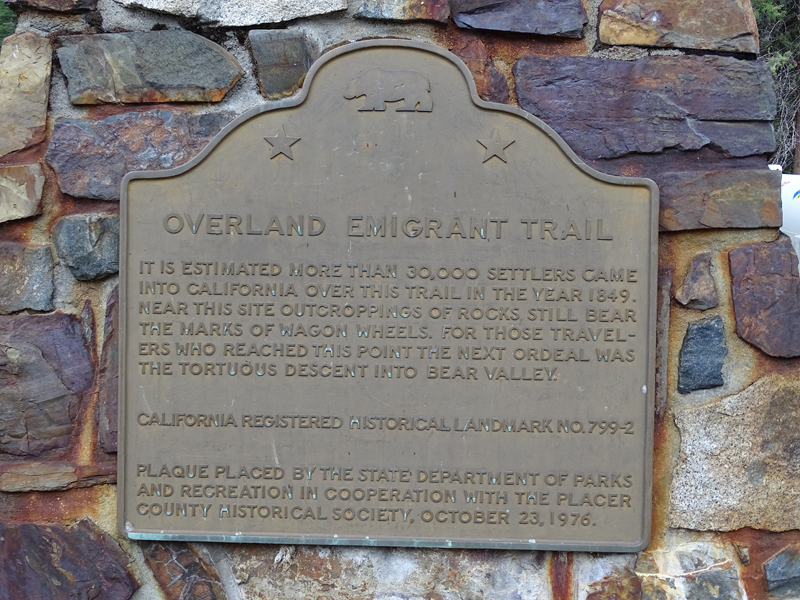 OVERLAND EMIGRANT TRAIL
IT IS ESTIMATED MORE THAN 30,000 SETTLERS CAME
INTO CALIFORNIA OVER THIS TRAIL IN THE YEAR 1849.
NEAR THIS SITE OUTCROPPINGS OF ROCKS STILL BEAR
THE MARKS OF WAGON WHEELS. FOR THOSE TRAVEL-
ERS WHO REACHED THIS POINT THE NEXT ORDEAL WAS
THE TORTUOUS DESCENT INTO BEAR VALLEY.
CALIFORNIA REGISTERED HISTORICAL LANDMARK NO. 799-2
PLAQUE PLACED BY THE STATE DEPARTMENT OF PARKS
AND RECREATION IN COOPERATION WITH THE PLACER
COUNTY HISTORICAL SOCIETY, OCTOBER 23, 1976.